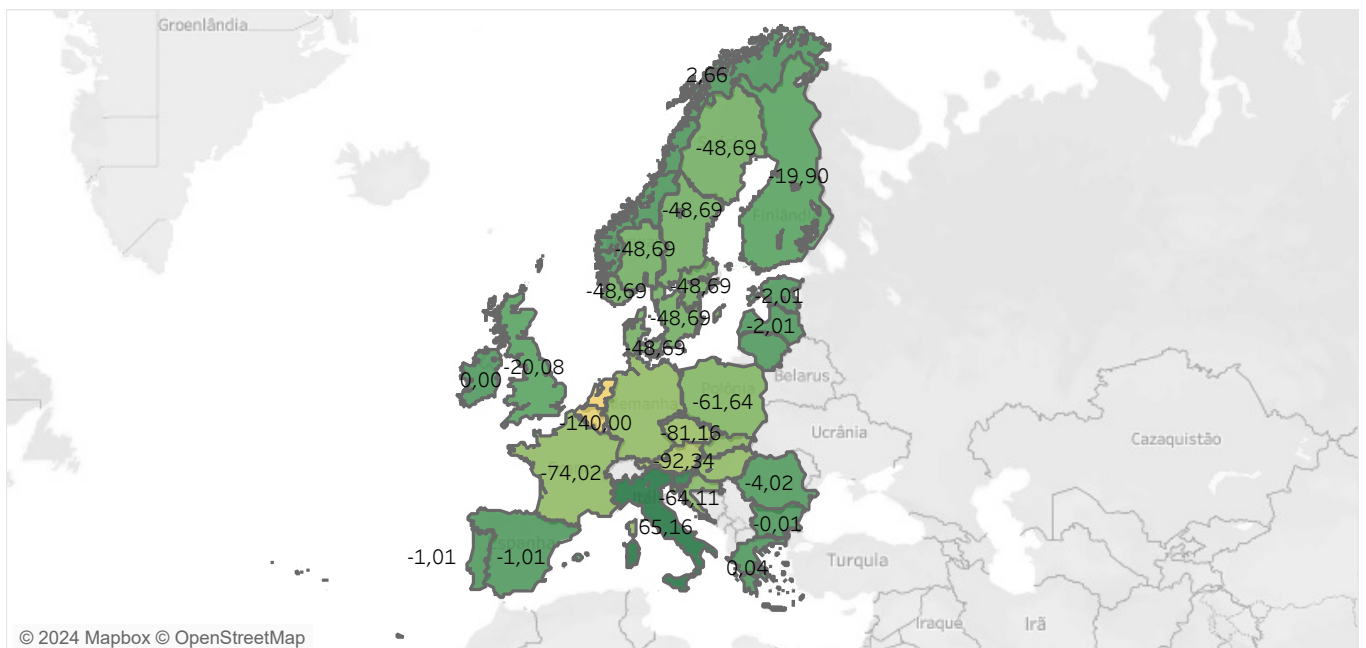 Groenlândia
2,66
-48,69
-19,90
-48,69
Finlândi
-48,69
-48,69
-48,69
-2,01
-48,69
-2,01
-48,69
-20,08
0,00
Belarus
Polônia
lemanha
-61,64
-140,00
-81,16
Ucrânia
Cazaquistão
-92,34
-74,02
-4,02
-64,11
65,16
-0,01
Espanha
-1,01
-1,01
0,04
Turquia
Iraque
Irã
© 2024 Mapbox © OpenStreetMap